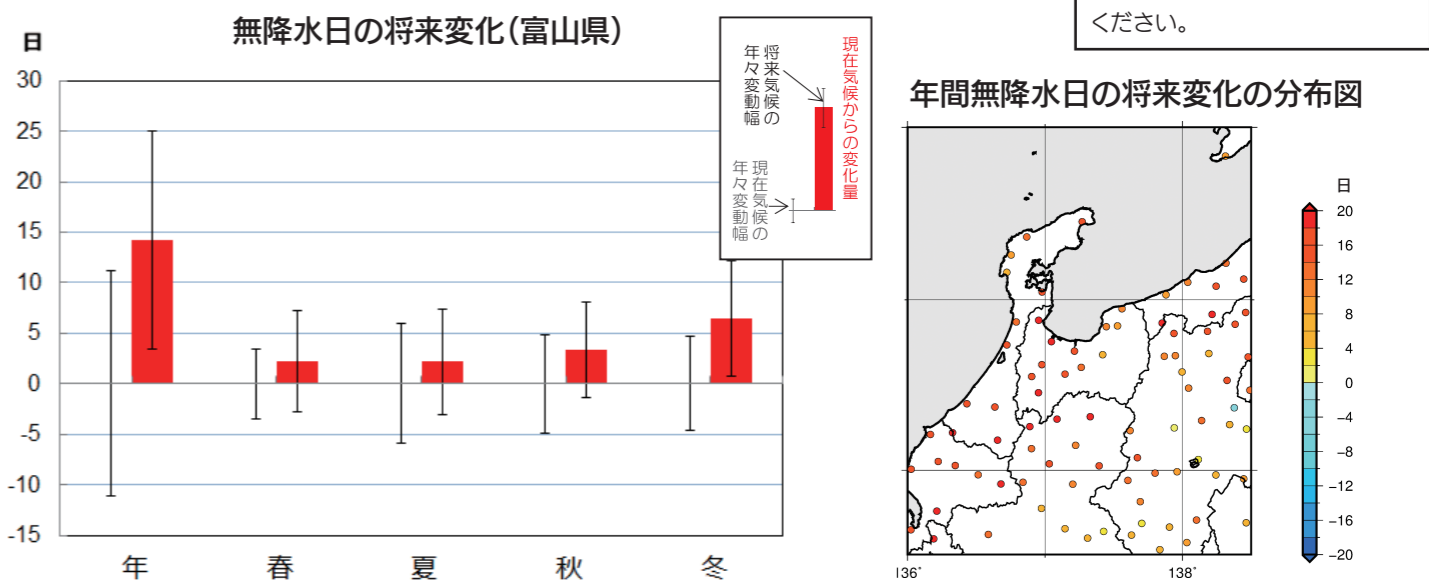 ください。
無降水日の将来変化(富山県)
日
30
25
20
15
10
5
0
-5
-10
-15
年
春
夏
秋
冬
現在気候からの変化量
将来気候の
年々変動幅
現在気候の
年々変動幅
年間無降水日の将来変化の分布図
日
20
16
12
8
4
0
−4
−8
−12
−16
−20
136°
138°